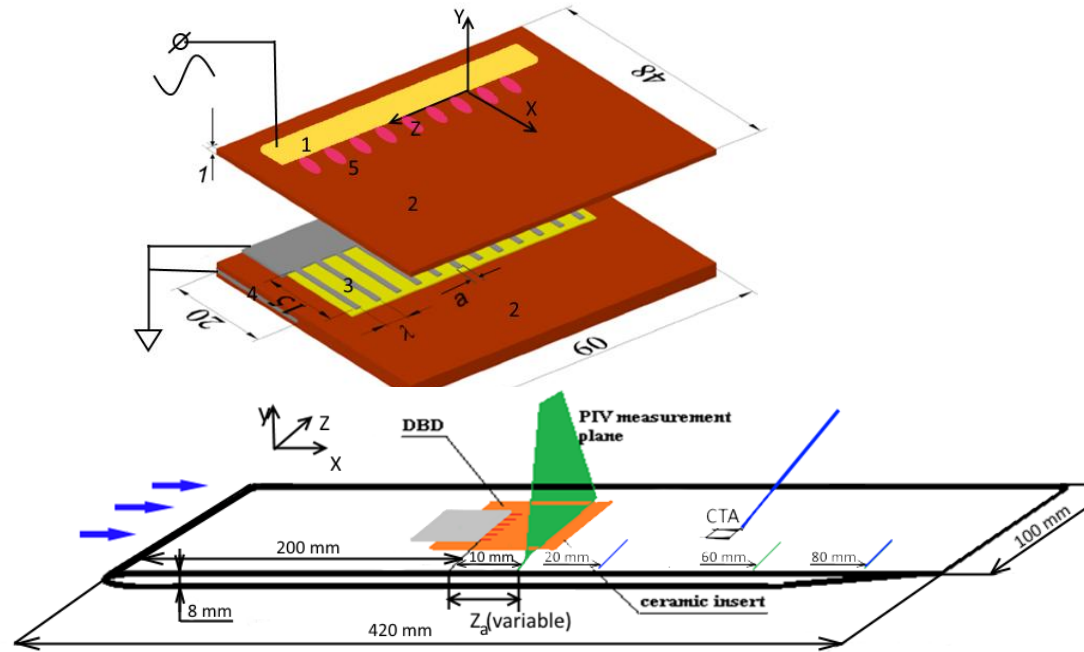 Y
48
X
Z
1
5
1
2
3
a
4
15
λ
2
20
60
Y
Z
X
DBD
PIV measurement
plane
CTA
200 mm
10 mm
20 mm
60 mm
80 mm
100 mm
8 mm
ceramic insert
Za(variable)
420 mm